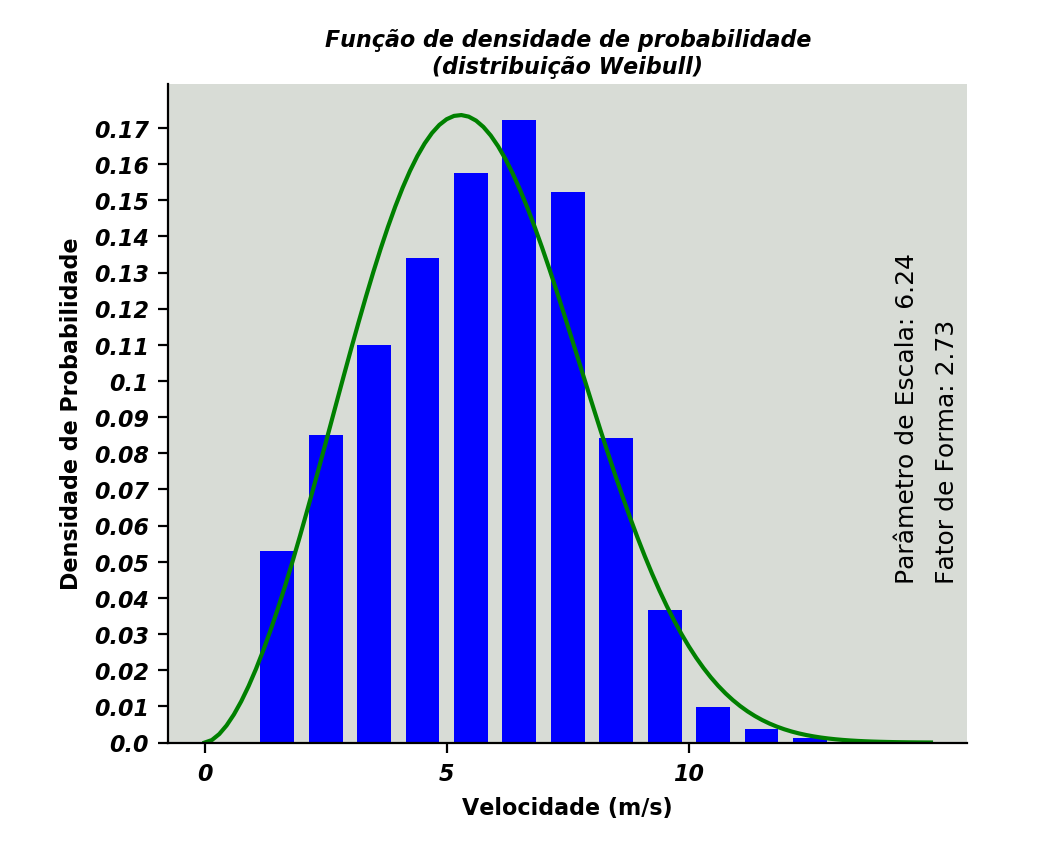 Função de densidade de probabilidade
(distribuição Weibull)
Densidade de Probabilidade
0.17
0.16
0.15
0.14
0.13
0.12
0.11
0.1
0.09
0.08
0.07
0.06
0.05
0.04
0.03
0.02
0.01
0.0
0 5 10
Velocidade (m/s)
Parâmetro de Escala: 6.24
Fator de Forma: 2.73